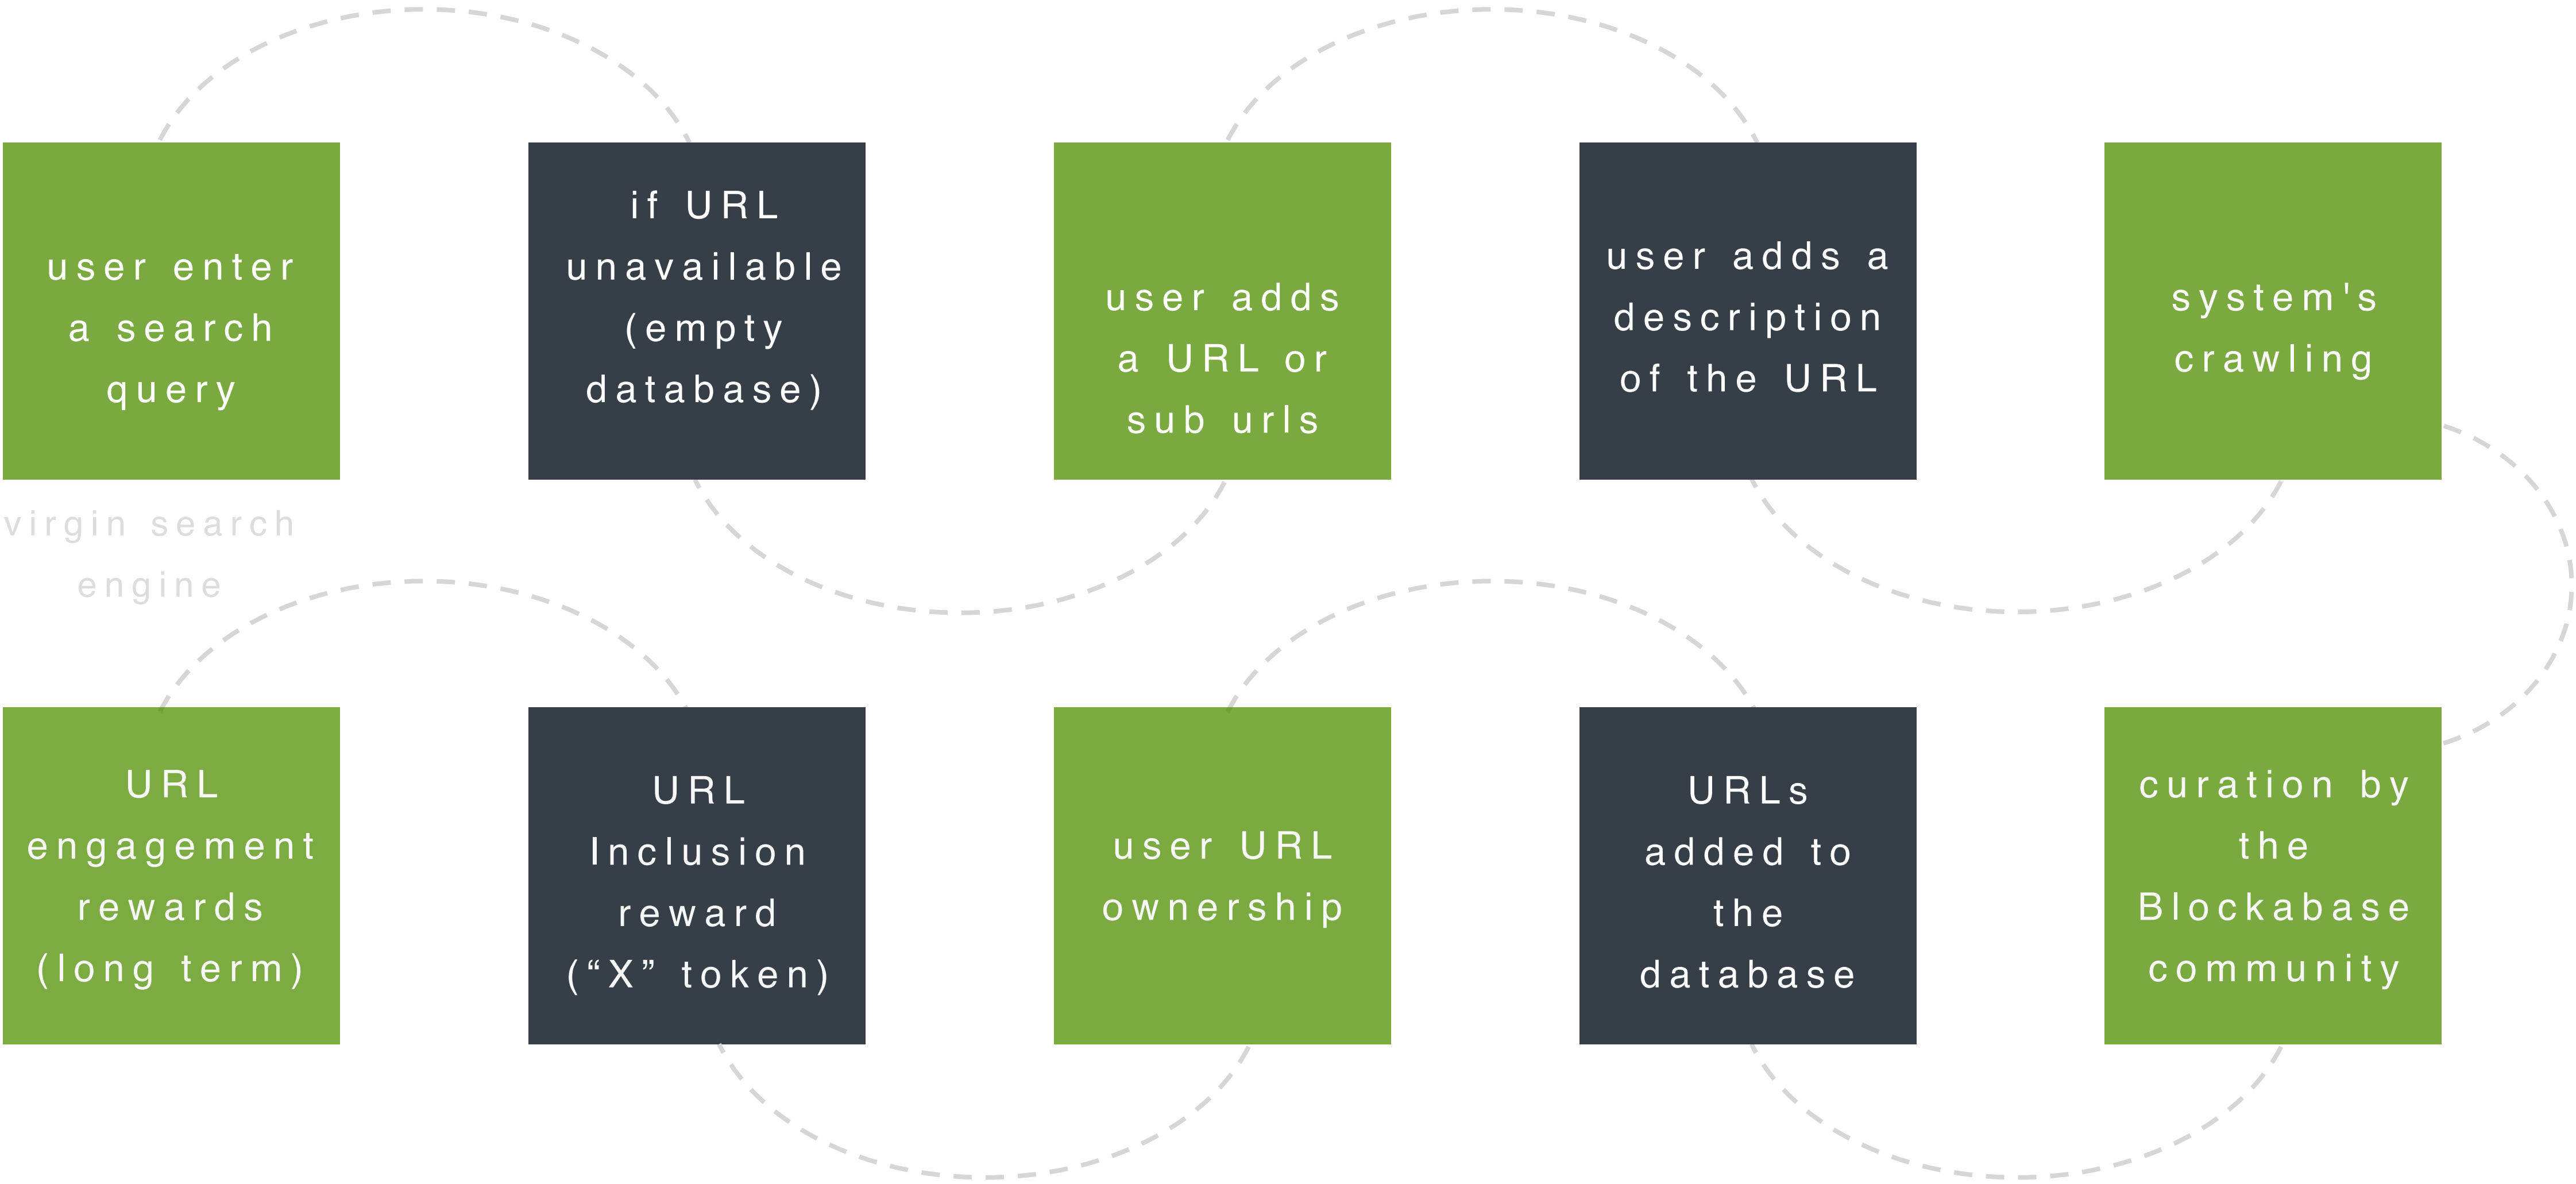 user enter
a search
query
if URL
unavailable
(empty
database)
user adds
a URL or
sub urls
user adds a
description
of the URL
system's
crawling
virgin search
engine
URL
engagement
rewards
(long term)
URL
Inclusion
reward
(“X” token)
user URL
ownership
URLs
added to
the
database
curation by
the
Blockabase
community